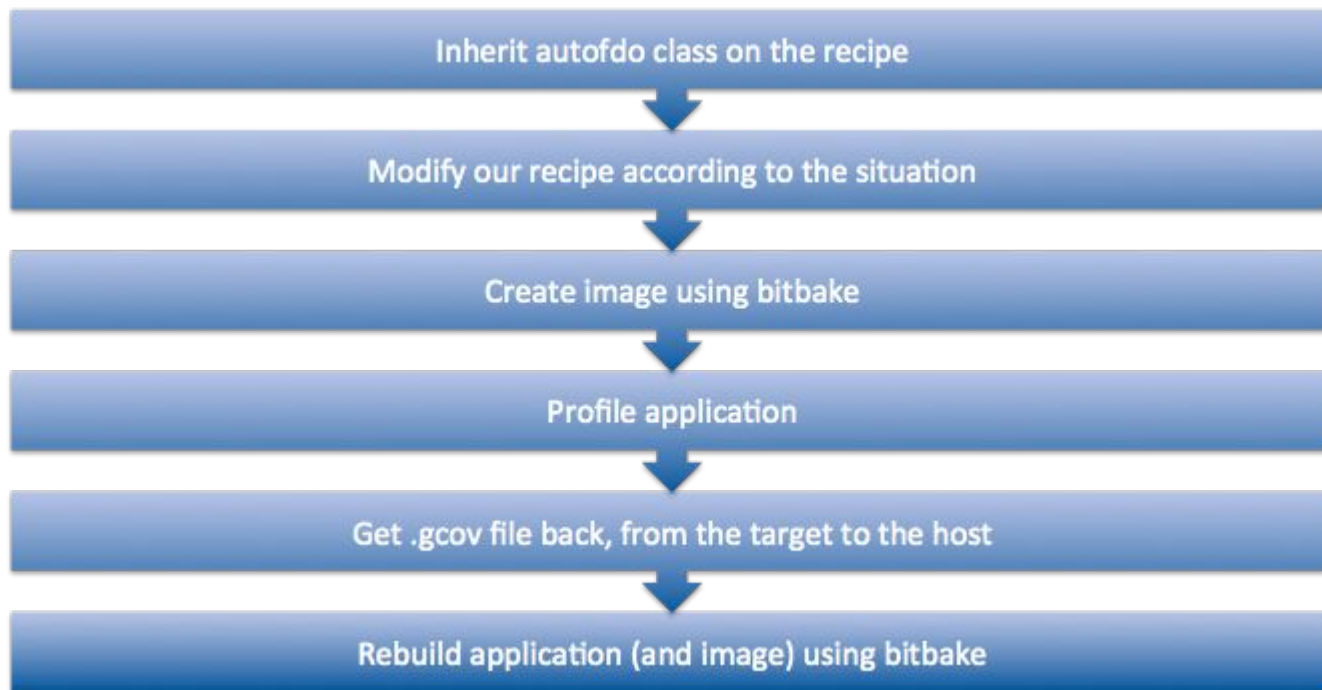 Inherit autofdo class on the recipe
Modify our recipe according to the situation
Create image using bitbake
Profile application
Get .gcov file back, from the target to the host
Rebuild application (and image) using bitbake